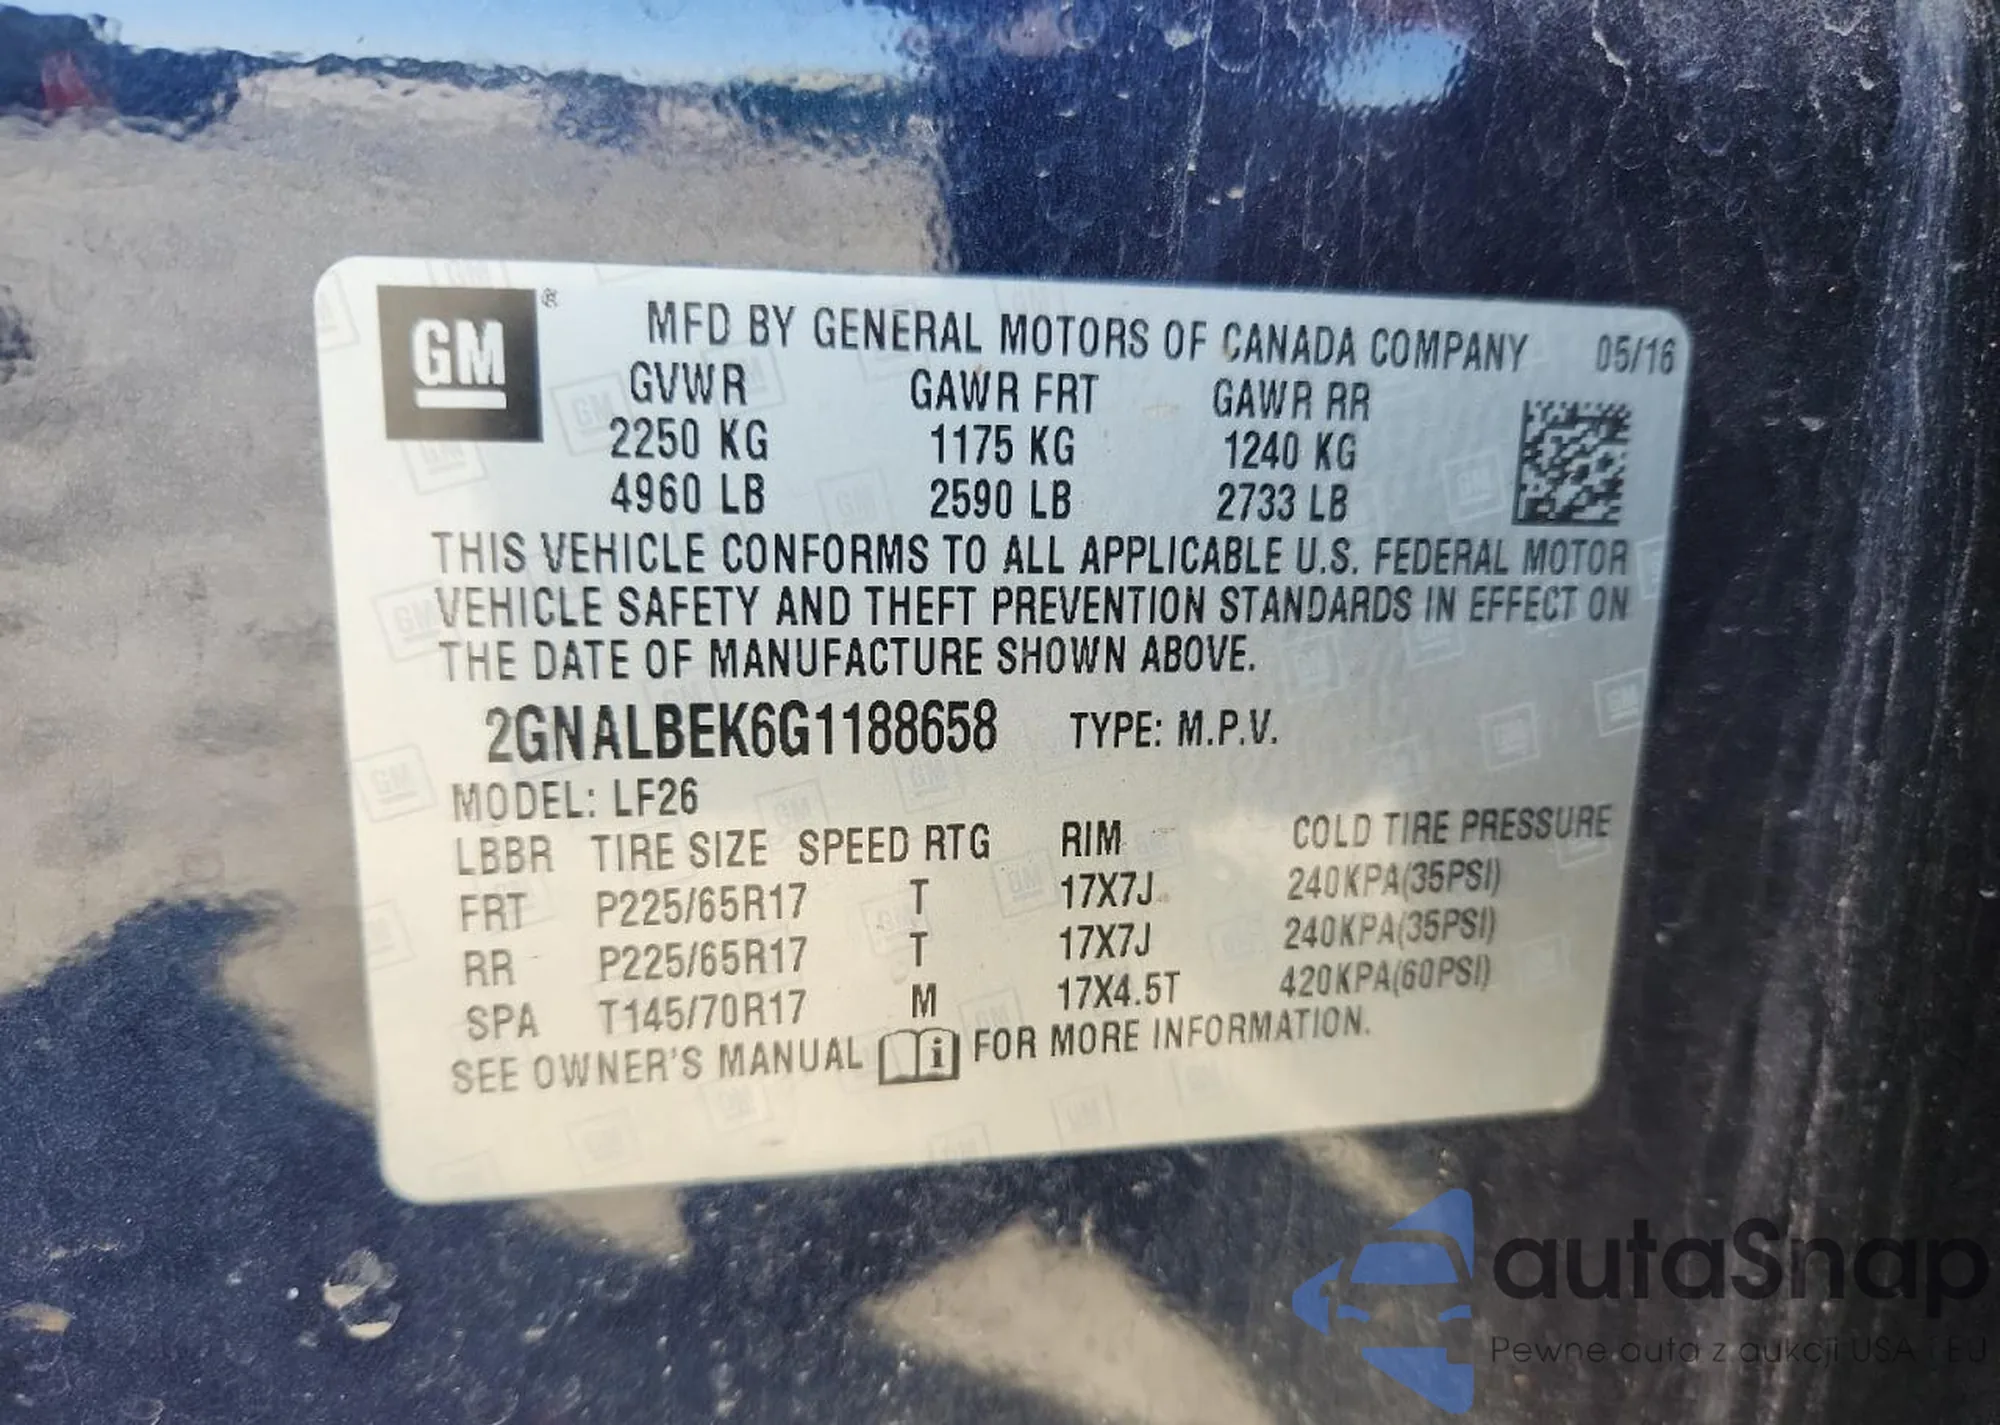 GM ® MFD BY GENERAL MOTORS OF CANADA COMPANY 05/16
GVWR GAWR FRT GAWR RR
2250 KG 1175 KG 1240 KG
4960 LB 2590 LB 2733 LB
THIS VEHICLE CONFORMS TO ALL APPLICABLE U.S. FEDERAL MOTOR
VEHICLE SAFETY AND THEFT PREVENTION STANDARDS IN EFFECT ON
THE DATE OF MANUFACTURE SHOWN ABOVE.
2GNALBEK6G1188658 TYPE: M.P.V.
MODEL: LF26
LBBR TIRE SIZE SPEED RTG RIM COLD TIRE PRESSURE
FRT P225/65R17 T 17X7J 240KPA(35PSI)
RR P225/65R17 T 17X7J 240KPA(35PSI)
SPA T145/70R17 M 17X4.5T 420KPA(60PSI)
SEE OWNER'S MANUAL i FOR MORE INFORMATION.
autaSnap
Pewne auta z aukcji USA i EU